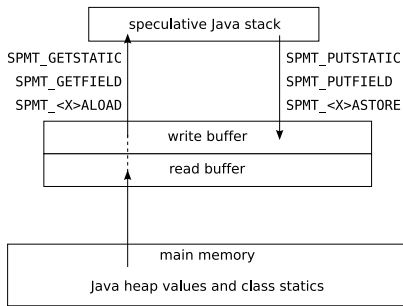 speculative Java stack
SPMT_GETSTATIC
SPMT_GETFIELD
SPMT_<X>ALOAD
SPMT_PUTSTATIC
SPMT_PUTFIELD
SPMT_<X>ASTORE
write buffer
read buffer
main memory
Java heap values and class statics